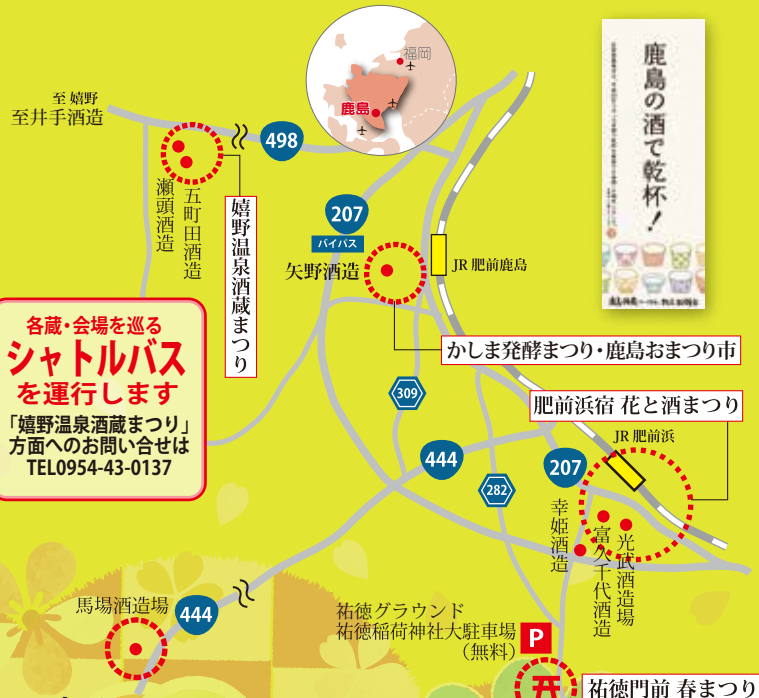 福岡
鹿島
鹿島の酒で乾杯!
至 嬉野
至井手酒造
498
瀬頭酒造
五町田酒造
嬉野温泉酒蔵まつり
207
バイパス
矢野酒造
JR 肥前鹿島
各蔵・会場を巡る
シャトルバス
を運行します
「嬉野温泉酒蔵まつり」
方面へのお問い合せは
TEL0954-43-0137
かしま発酵まつり・鹿島おまつり市
309
肥前浜宿 花と酒まつり
JR 肥前浜
444
207
282
幸姫酒造
富久千代酒造
光武酒造場
馬場酒造場
444
祐徳グラウンド
祐徳稲荷神社大駐車場
(無料)
P
祐徳門前 春まつり